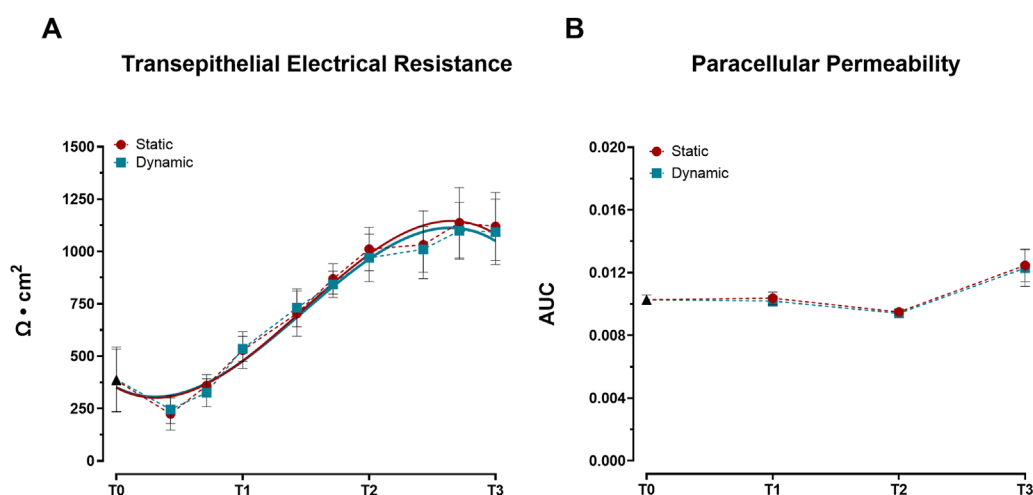 A
Transepithelial Electrical Resistance
Static
Dynamic
Ω • cm²
1500
1250
1000
750
500
250
0
T0
T1
T2
T3
B
Paracellular Permeability
Static
Dynamic
AUC
0.020
0.016
0.012
0.008
0.004
0.000
T0
T1
T2
T3